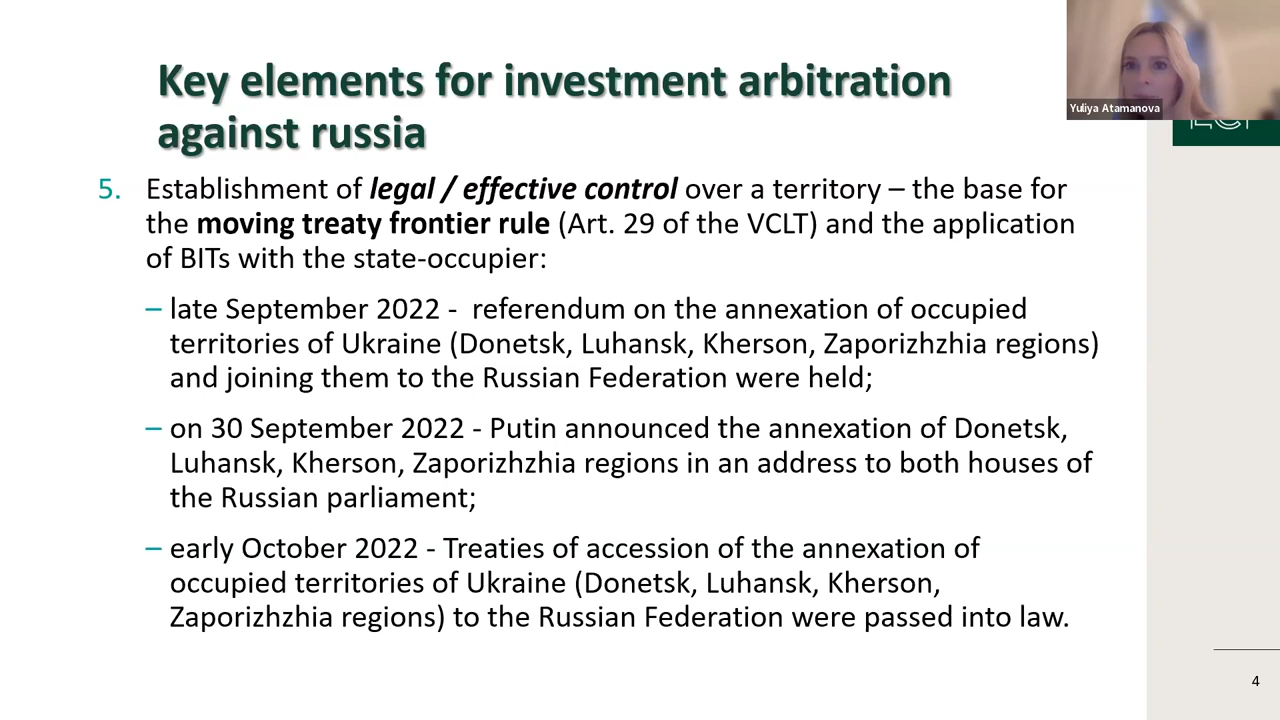 Key elements for investment arbitration
against russia
Yuliya Atamanova
5. Establishment of legal / effective control over a territory – the base for
the moving treaty frontier rule (Art. 29 of the VCLT) and the application
of BITs with the state-occupier:
– late September 2022 - referendum on the annexation of occupied
territories of Ukraine (Donetsk, Luhansk, Kherson, Zaporizhzhia regions)
and joining them to the Russian Federation were held;
– on 30 September 2022 - Putin announced the annexation of Donetsk,
Luhansk, Kherson, Zaporizhzhia regions in an address to both houses of
the Russian parliament;
– early October 2022 - Treaties of accession of the annexation of
occupied territories of Ukraine (Donetsk, Luhansk, Kherson,
Zaporizhzhia regions) to the Russian Federation were passed into law.
4